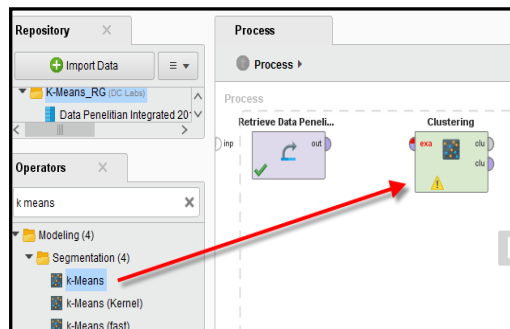 Repository
Import Data
K-Means_RG (DC Labs)
Data Penelitian Integrated 20
Operators
k means
Modeling (4)
Segmentation (4)
k-Means
k-Means (Kernel)
k-Means (fast)
Process
Process
Process
inp
Retrieve Data Peneli...
out
Clustering
exa
clu
clu